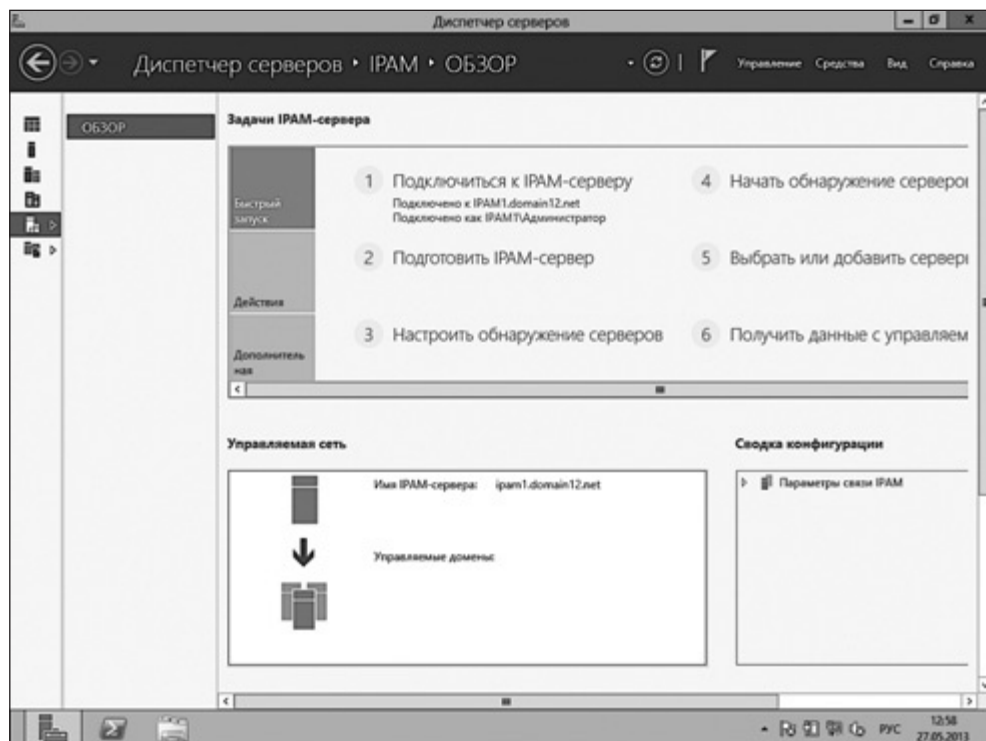 Диспетчер серверов
Диспетчер серверов • IPAM • ОБЗОР
Управление Средства Вид Справка
ОБЗОР
Задачи IPAM-сервера
Быстрый
запуск
Действия
Дополнитель
ная
1 Подключиться к IPAM-серверу
Подключено к IPAM1.domain12.net
Подключено как IPAM1\Администратор
2 Подготовить IPAM-сервер
3 Настроить обнаружение серверов
4 Начать обнаружение серверов
5 Выбрать или добавить серверы
6 Получить данные с управляем
Управляемая сеть
Имя IPAM-сервера: ipam1.domain12.net
Управляемые домены:
Сводка конфигурации
Параметры связи IPAM
РУС
12:58
27.05.2013